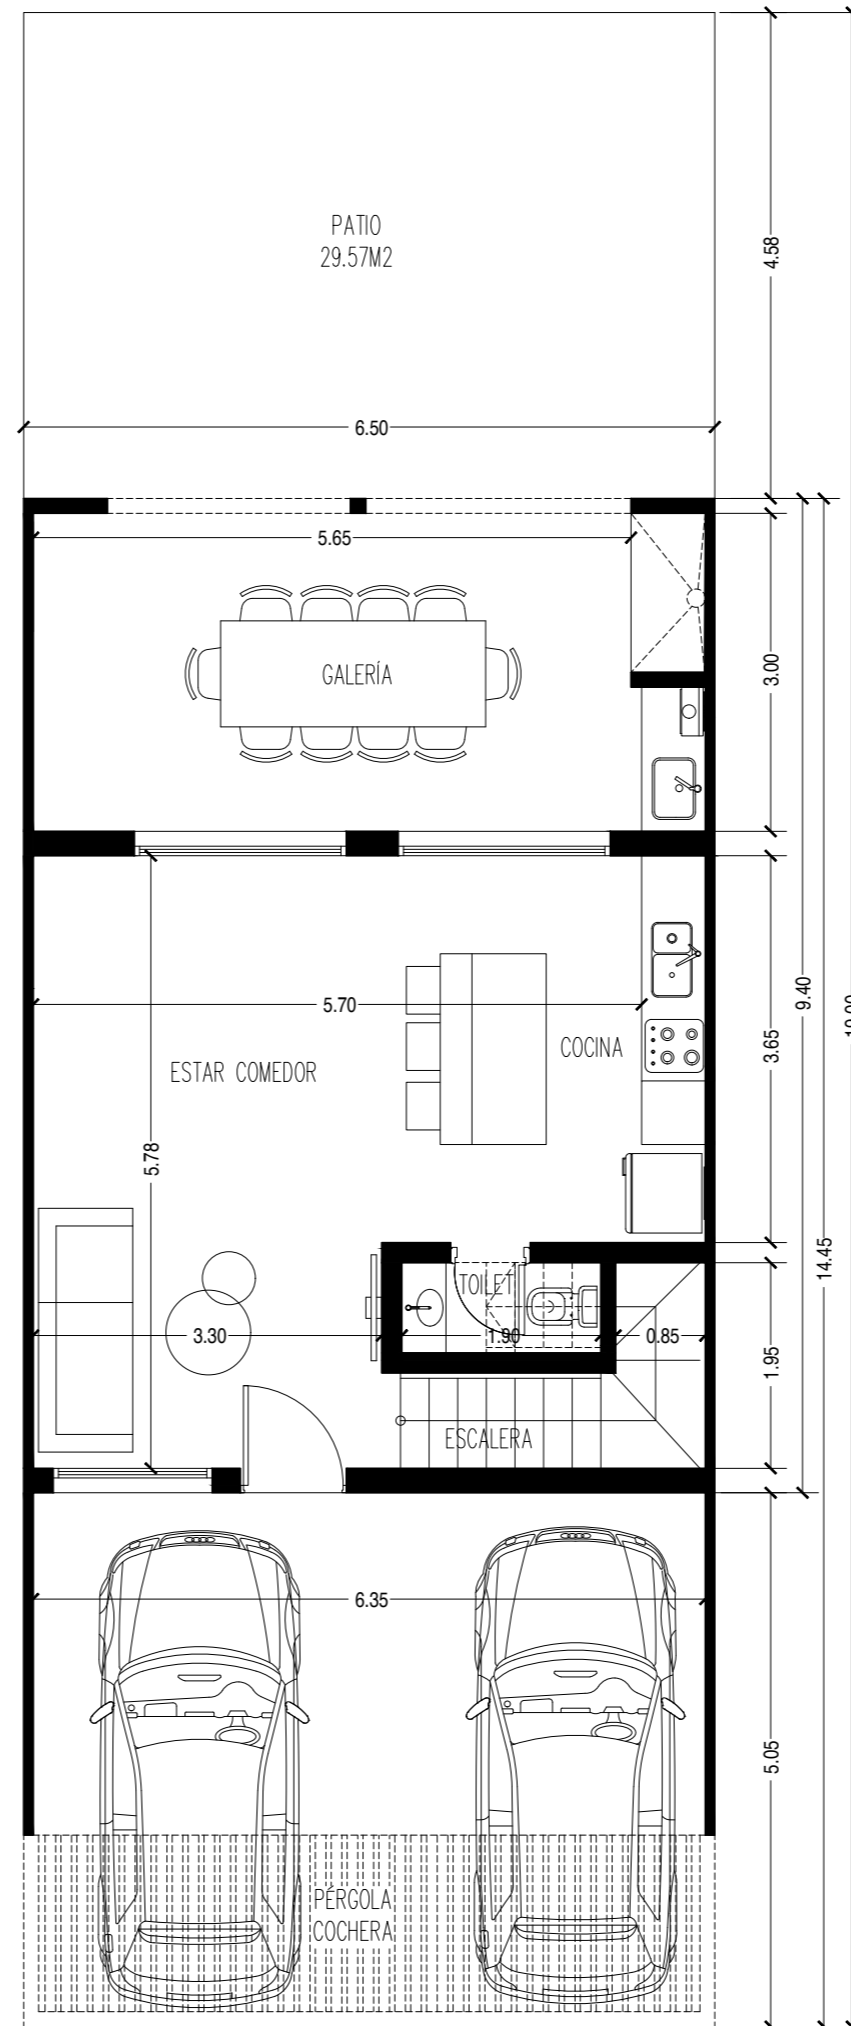 PATIO
29.57M2
4.58
6.50
5.65
GALERÍA
3.00
5.70
COCINA
ESTAR COMEDOR
9.40
3.65
5.78
14.45
TOILET
3.30
1.90
0.85
1.95
ESCALERA
6.35
5.05
PÉRGOLA
COCHERA